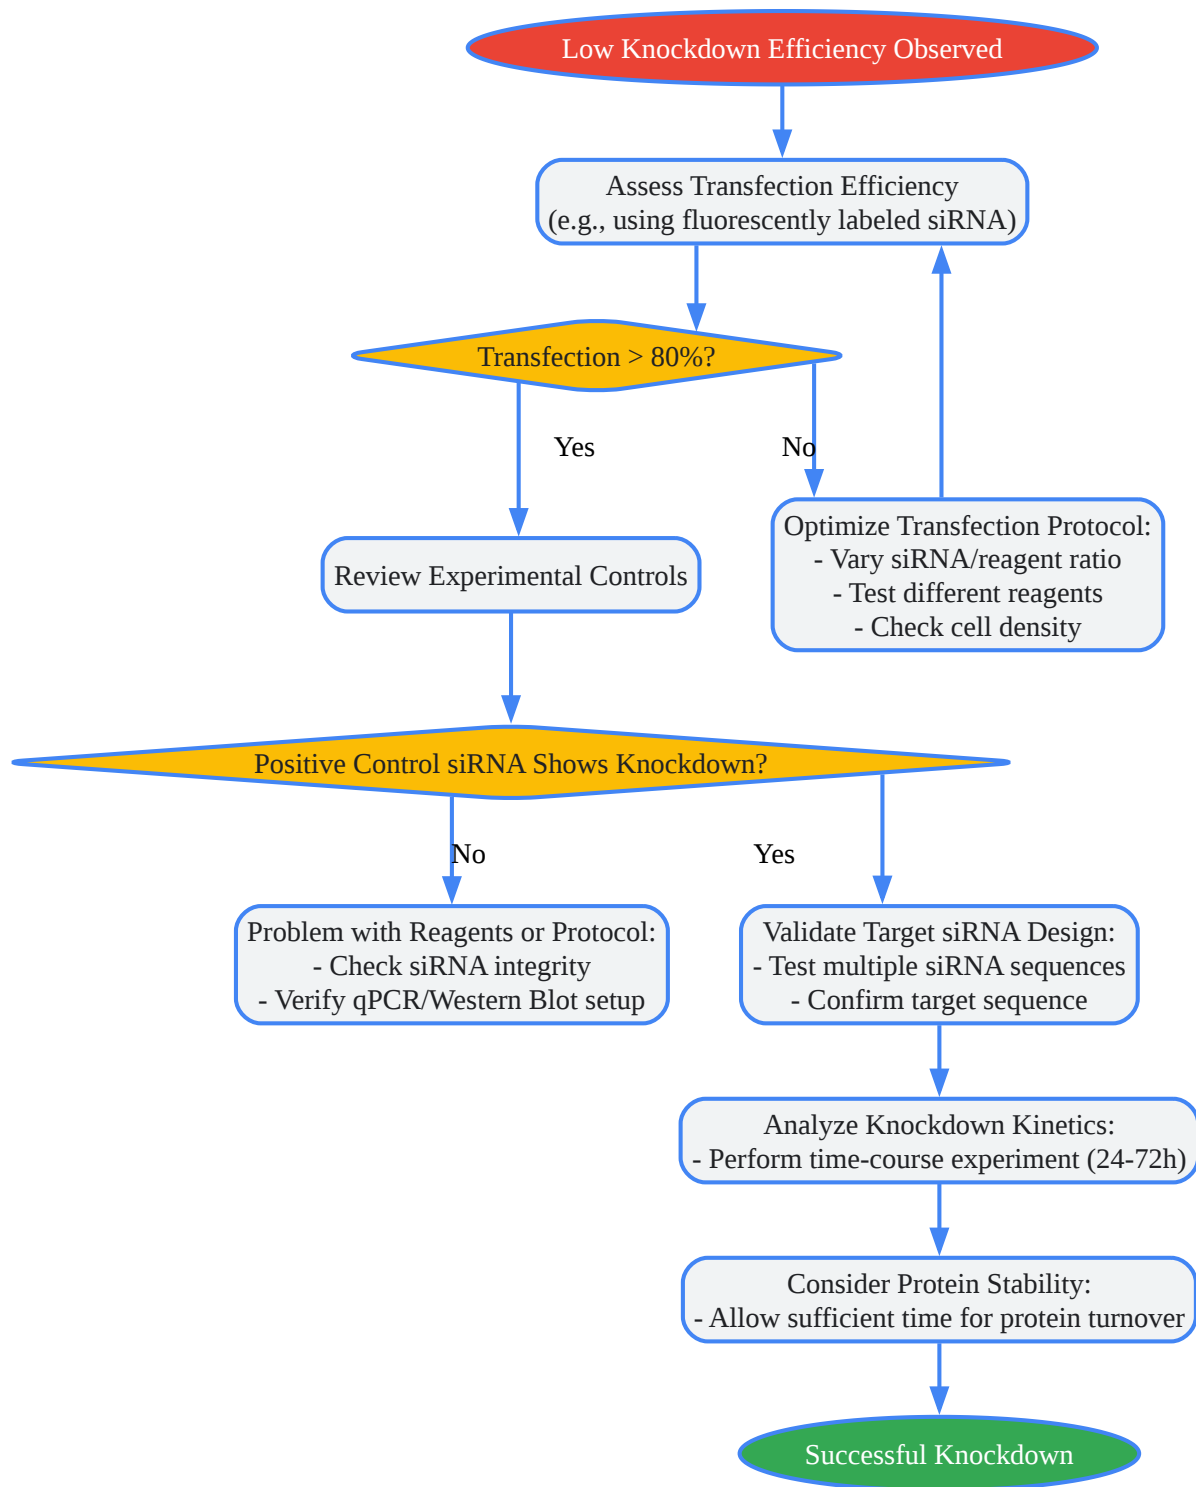 Low Knockdown Efficiency Observed
Assess Transfection Efficiency
(e.g., using fluorescently labeled siRNA)
Transfection > 80%?
Yes
No
Optimize Transfection Protocol:
- Vary siRNA/reagent ratio
- Test different reagents
- Check cell density
Review Experimental Controls
Positive Control siRNA Shows Knockdown?
No
Yes
Problem with Reagents or Protocol:
- Check siRNA integrity
- Verify qPCR/Western Blot setup
Validate Target siRNA Design:
- Test multiple siRNA sequences
- Confirm target sequence
Analyze Knockdown Kinetics:
- Perform time-course experiment (24-72h)
Consider Protein Stability:
- Allow sufficient time for protein turnover
Successful Knockdown